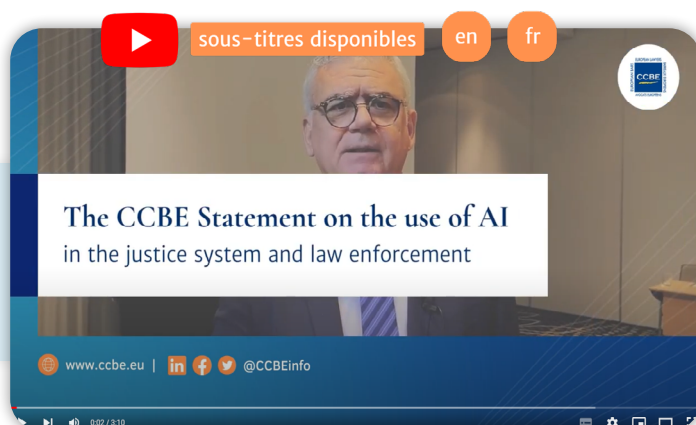 sous-titres disponibles en fr
CCBE
The CCBE Statement on the use of AI
in the justice system and law enforcement
www.ccbe.eu | in f @CCBEinfo
0:02 / 3:10